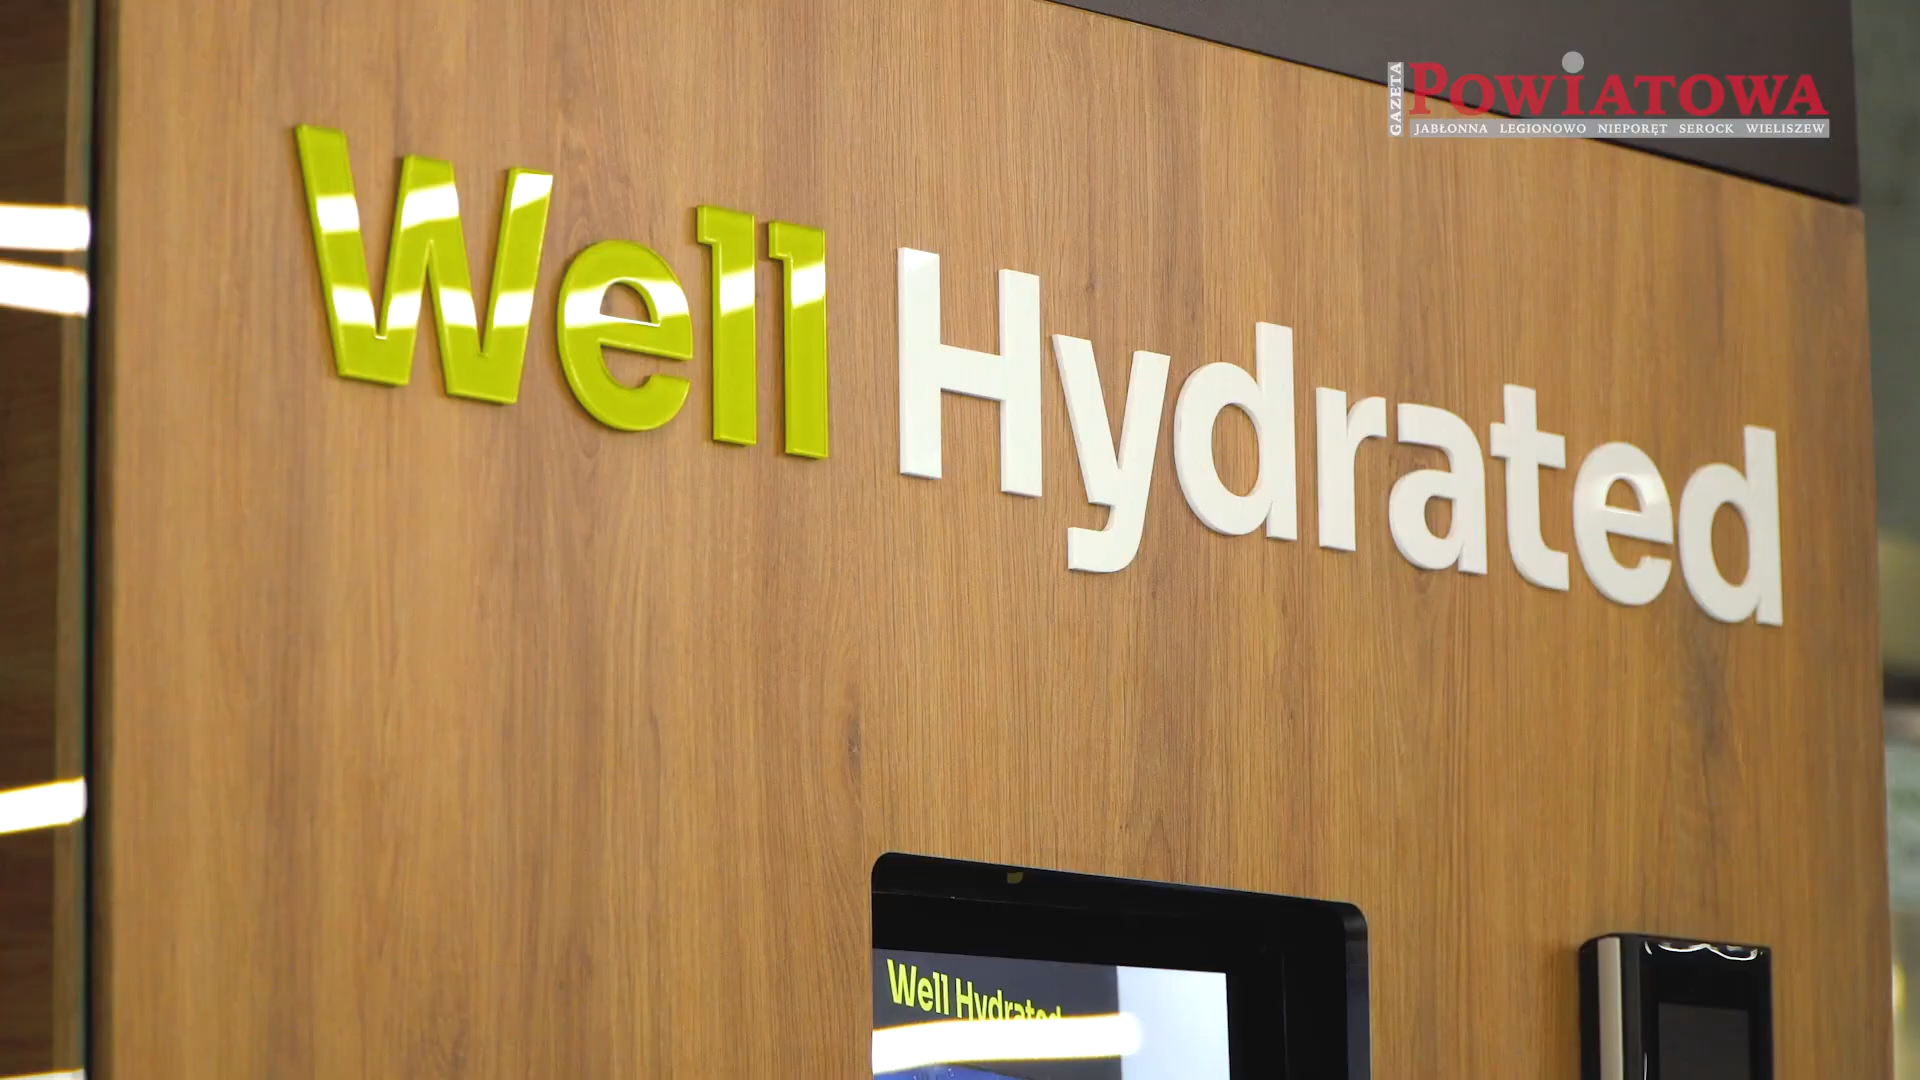 GAZETA
POWIATOWA
JABŁONNA LEGIONOWO NIEPORĘT SEROCK WIELISZEW
Well Hydrated
Well Hydrated